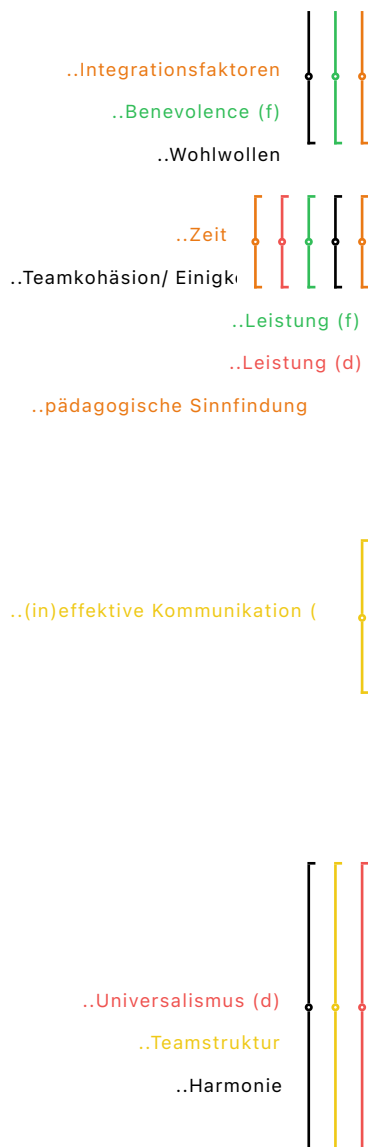 ..Integrationsfaktoren
..Benevolence (f)
..Wohlwollen
..Zeit
..Teamkohäsion/ Einigk
..Leistung (f)
..Leistung (d)
..pädagogische Sinnfindung
..(in)effektive Kommunikation (
..Universalismus (d)
..Teamstruktur
..Harmonie